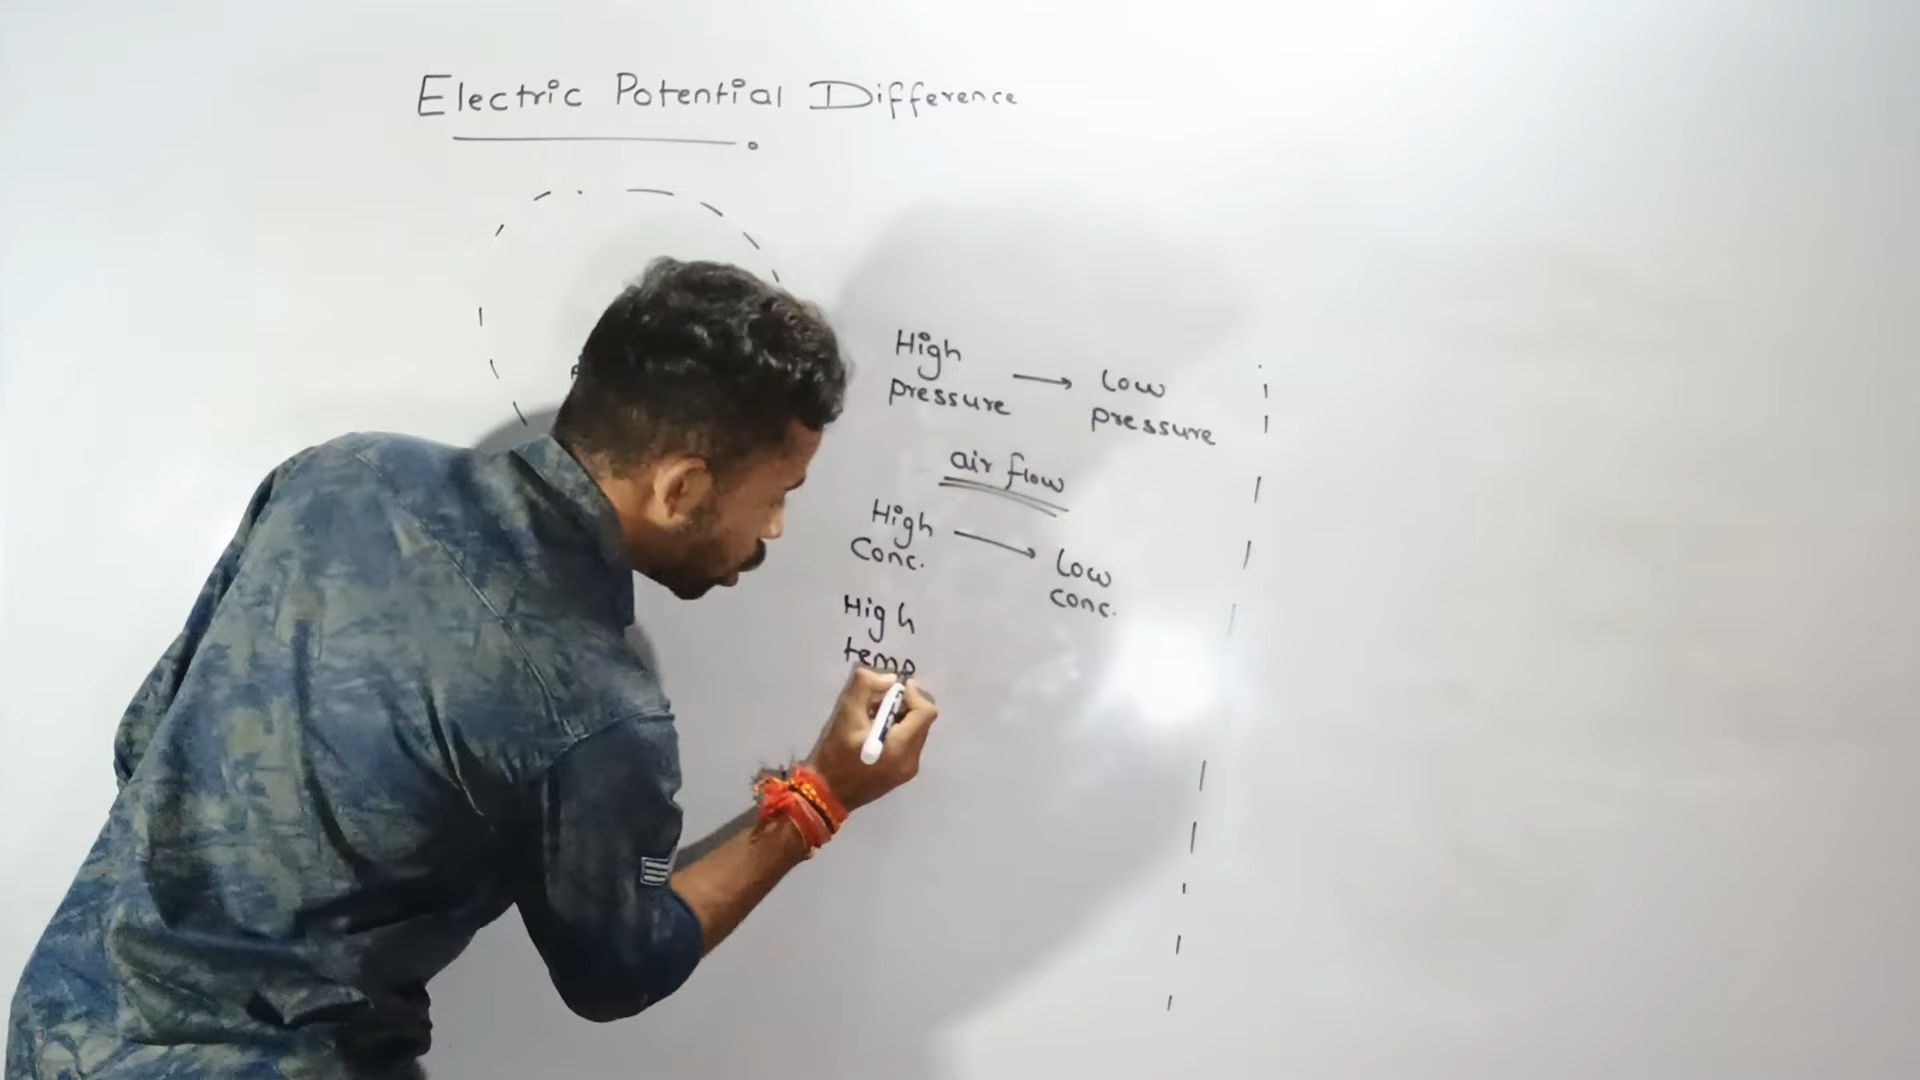 Electric Potential Difference
High → Low
pressure pressure
air flow
High → Low
Conc. conc.
High
temp